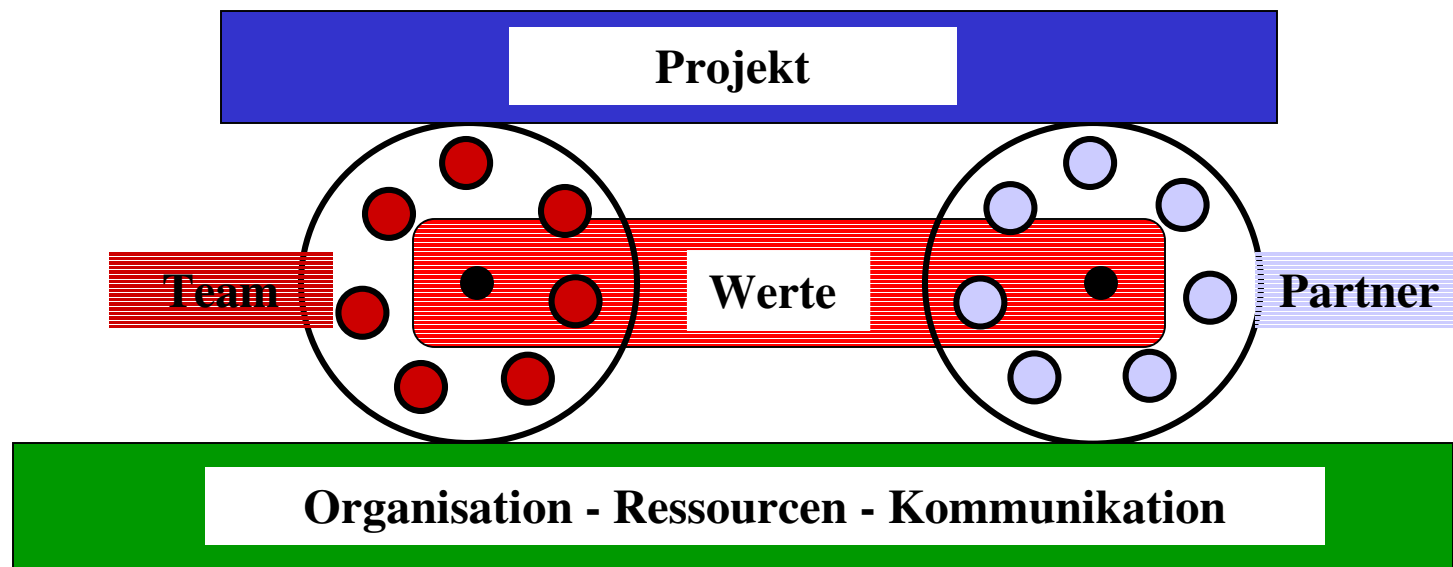 Projekt
Team
Werte
Partner
Organisation - Ressourcen - Kommunikation